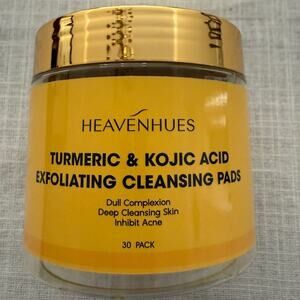 HEAVENHUES
TURMERIC & KOJIC ACID
EXFOLIATING CLEANSING PADS
Dull Complexion
Deep Cleansing Skin
Inhibit Acne
30 PACK